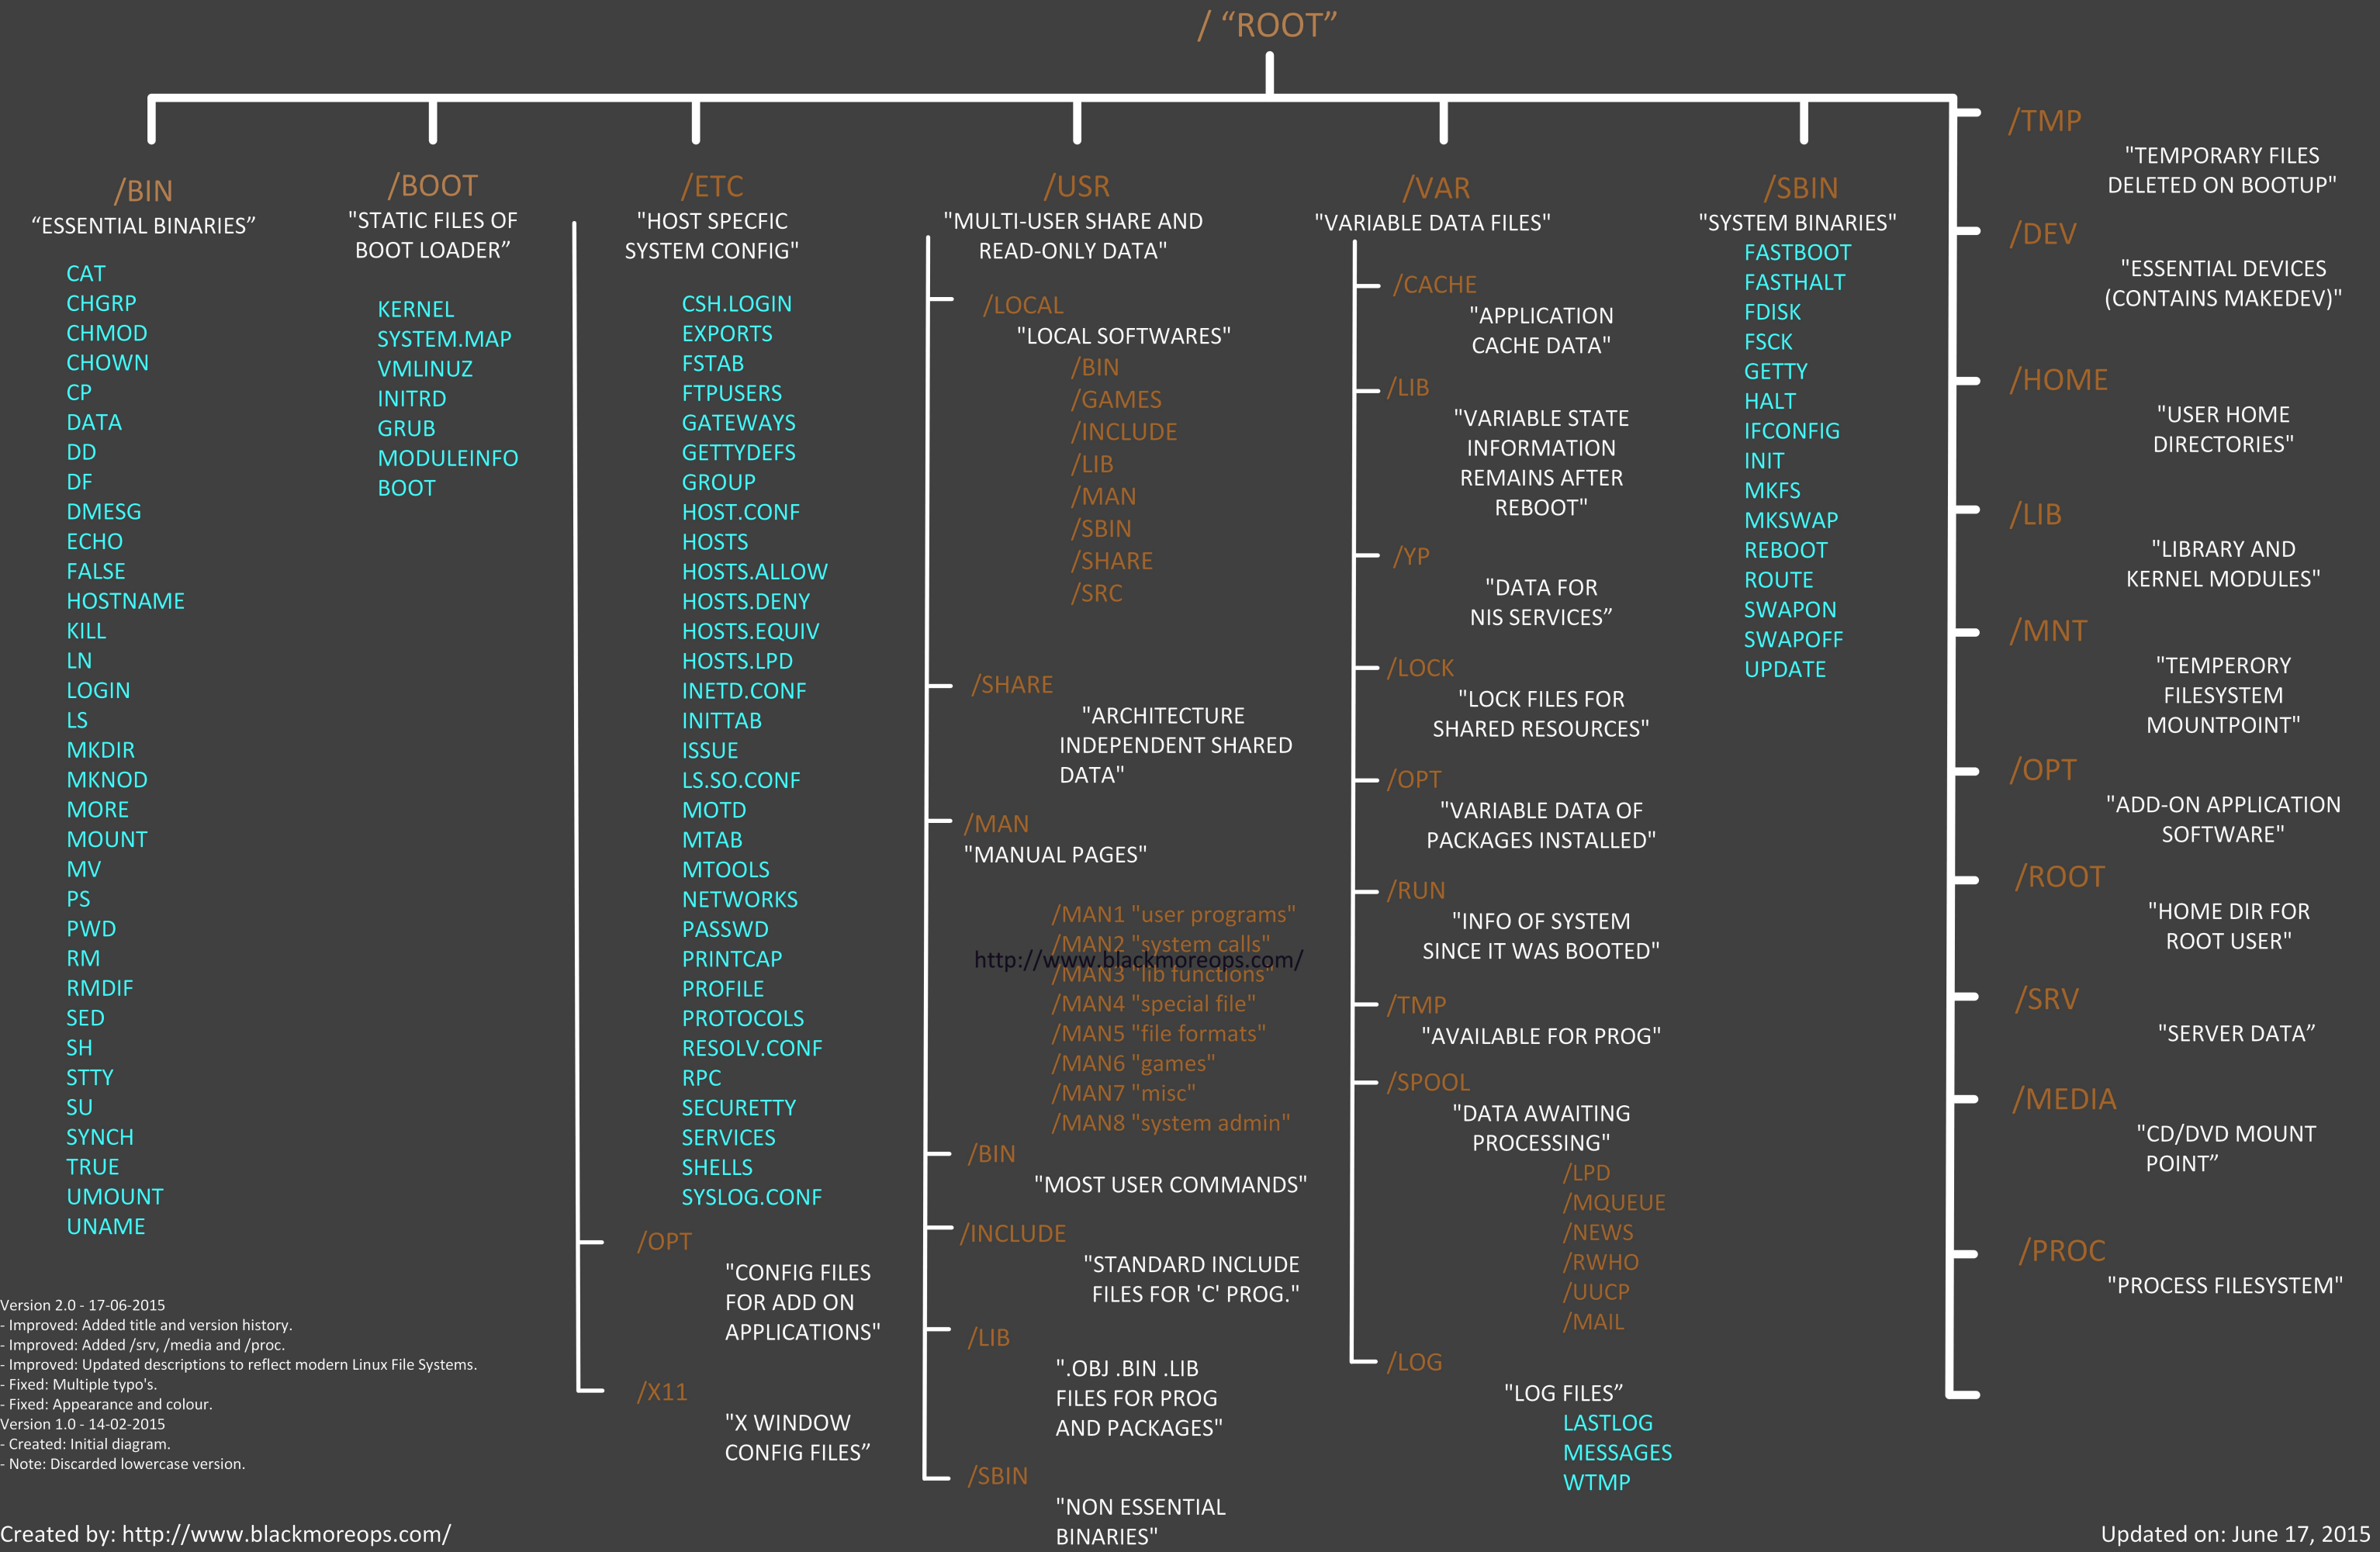 / “ROOT”
/BIN
“ESSENTIAL BINARIES”
CAT
CHGRP
CHMOD
CHOWN
CP
DATA
DD
DF
DMESG
ECHO
FALSE
HOSTNAME
KILL
LN
LOGIN
LS
MKDIR
MKNOD
MORE
MOUNT
MV
PS
PWD
RM
RMDIF
SED
SH
STTY
SU
SYNCH
TRUE
UMOUNT
UNAME
/BOOT
"STATIC FILES OF
BOOT LOADER”
KERNEL
SYSTEM.MAP
VMLINUZ
INITRD
GRUB
MODULEINFO
BOOT
/ETC
"HOST SPECFIC
SYSTEM CONFIG"
CSH.LOGIN
EXPORTS
FSTAB
FTPUSERS
GATEWAYS
GETTYDEFS
GROUP
HOST.CONF
HOSTS
HOSTS.ALLOW
HOSTS.DENY
HOSTS.EQUIV
HOSTS.LPD
INETD.CONF
INITTAB
ISSUE
LS.SO.CONF
MOTD
MTAB
MTOOLS
NETWORKS
PASSWD
PRINTCAP
PROFILE
PROTOCOLS
RESOLV.CONF
RPC
SECURETTY
SERVICES
SHELLS
SYSLOG.CONF
/OPT
"CONFIG FILES
FOR ADD ON
APPLICATIONS"
/X11
"X WINDOW
CONFIG FILES”
/USR
"MULTI-USER SHARE AND
READ-ONLY DATA"
/LOCAL
"LOCAL SOFTWARES"
/BIN
/GAMES
/INCLUDE
/LIB
/MAN
/SBIN
/SHARE
/SRC
/SHARE
"ARCHITECTURE
INDEPENDENT SHARED
DATA"
/MAN
"MANUAL PAGES"
/MAN1 "user programs"
/MAN2 "system calls"
http://www.blackmoreops.com/
/MAN3 "lib functions"
/MAN4 "special file"
/MAN5 "file formats"
/MAN6 "games"
/MAN7 "misc"
/MAN8 "system admin"
/BIN
"MOST USER COMMANDS"
/INCLUDE
"STANDARD INCLUDE
FILES FOR 'C' PROG."
/LIB
".OBJ .BIN .LIB
FILES FOR PROG
AND PACKAGES"
/SBIN
"NON ESSENTIAL
BINARIES"
/VAR
"VARIABLE DATA FILES"
/CACHE
"APPLICATION
CACHE DATA"
/LIB
"VARIABLE STATE
INFORMATION
REMAINS AFTER
REBOOT"
/YP
"DATA FOR
NIS SERVICES”
/LOCK
"LOCK FILES FOR
SHARED RESOURCES"
/OPT
"VARIABLE DATA OF
PACKAGES INSTALLED"
/RUN
"INFO OF SYSTEM
SINCE IT WAS BOOTED"
/TMP
"AVAILABLE FOR PROG"
/SPOOL
"DATA AWAITING
PROCESSING"
/LPD
/MQUEUE
/NEWS
/RWHO
/UUCP
/MAIL
/LOG
"LOG FILES”
LASTLOG
MESSAGES
WTMP
/SBIN
"SYSTEM BINARIES"
FASTBOOT
FASTHALT
FDISK
FSCK
GETTY
HALT
IFCONFIG
INIT
MKFS
MKSWAP
REBOOT
ROUTE
SWAPON
SWAPOFF
UPDATE
/TMP
"TEMPORARY FILES
DELETED ON BOOTUP"
/DEV
"ESSENTIAL DEVICES
(CONTAINS MAKEDEV)"
/HOME
"USER HOME
DIRECTORIES"
/LIB
"LIBRARY AND
KERNEL MODULES"
/MNT
"TEMPERORY
FILESYSTEM
MOUNTPOINT"
/OPT
"ADD-ON APPLICATION
SOFTWARE"
/ROOT
"HOME DIR FOR
ROOT USER"
/SRV
"SERVER DATA”
/MEDIA
"CD/DVD MOUNT
POINT”
/PROC
"PROCESS FILESYSTEM"
Version 2.0 - 17-06-2015
- Improved: Added title and version history.
- Improved: Added /srv, /media and /proc.
- Improved: Updated descriptions to reflect modern Linux File Systems.
- Fixed: Multiple typo's.
- Fixed: Appearance and colour.
Version 1.0 - 14-02-2015
- Created: Initial diagram.
- Note: Discarded lowercase version.
Created by: http://www.blackmoreops.com/
Updated on: June 17, 2015